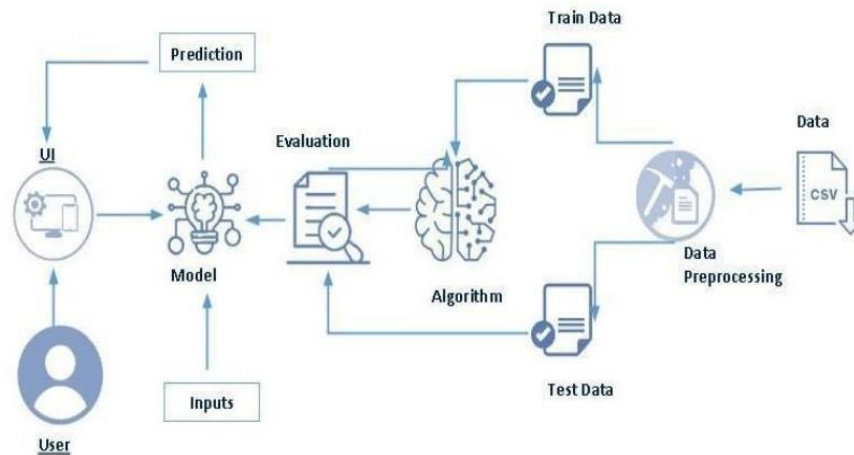 Train Data
Prediction
Data
Evaluation
UI
CSV
Model
Data
Preprocessing
Algorithm
Inputs
Test Data
User